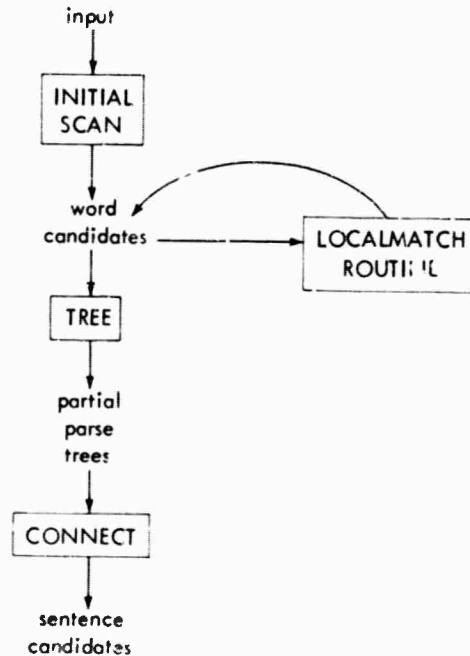 input
INITIAL
SCAN
word
candidates
LOCALMATCH
TREE
partial
parse
trees
CONNECT
sentence
candidates